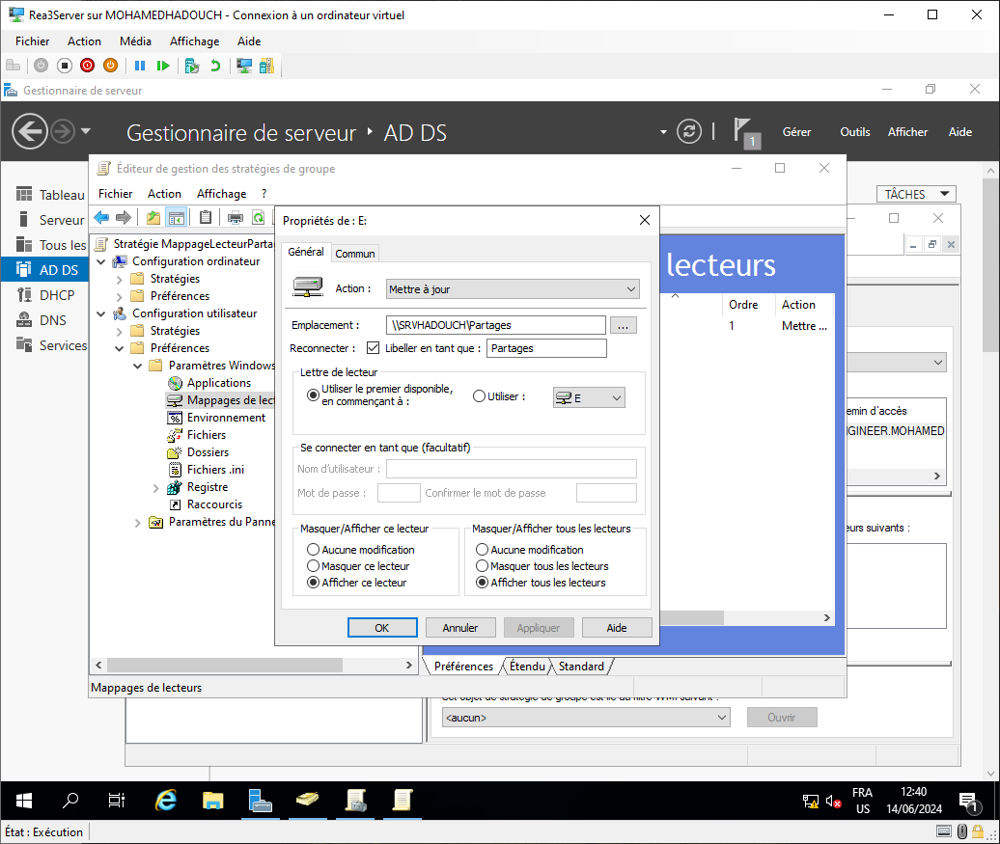 Rea3Server sur MOHAMEDHADOUCH - Connexion à un ordinateur virtuel
Fichier Action Média Affichage Aide
Gestionnaire de serveur
Gestionnaire de serveur AD DS
1
Gérer Outils Afficher Aide
Tableau
Serveur
Tous les
AD DS
DHCP
DNS
Services
TÂCHES
Éditeur de gestion des stratégies de groupe
Fichier Action Affichage ?
Stratégie MappageLecteurParta
Configuration ordinateur
Stratégies
Préférences
Configuration utilisateur
Stratégies
Préférences
Paramètres Windows
Applications
Mappages de lect
Environnement
Fichiers
Dossiers
Fichiers .ini
Registre
Raccourcis
Paramètres du Panne
lecteurs
Ordre Action
1 Mettre ...
Préférences Étendu Standard
Mappages de lecteurs
Propriétés de : E:
Général Commun
Action : Mettre à jour
Emplacement : \\SRVHADOUCH\Partages ...
Reconnecter : Libeller en tant que : Partages
Lettre de lecteur
Utiliser le premier disponible,
en commençant à :
Utiliser : E
Se connecter en tant que (facultatif)
Nom d'utilisateur :
Mot de passe : Confirmer le mot de passe
Masquer/Afficher ce lecteur
Aucune modification
Masquer ce lecteur
Afficher ce lecteur
Masquer/Afficher tous les lecteurs
Aucune modification
Masquer tous les lecteurs
Afficher tous les lecteurs
OK Annuler Appliquer Aide
emin d'accès
GINEER.MOHAMED
eurs suivants :
Cet objet de stratégie de groupe est lié au filtre WMI suivant :
<aucun> Ouvrir
FRA
US
12:40
14/06/2024
1
État : Exécution